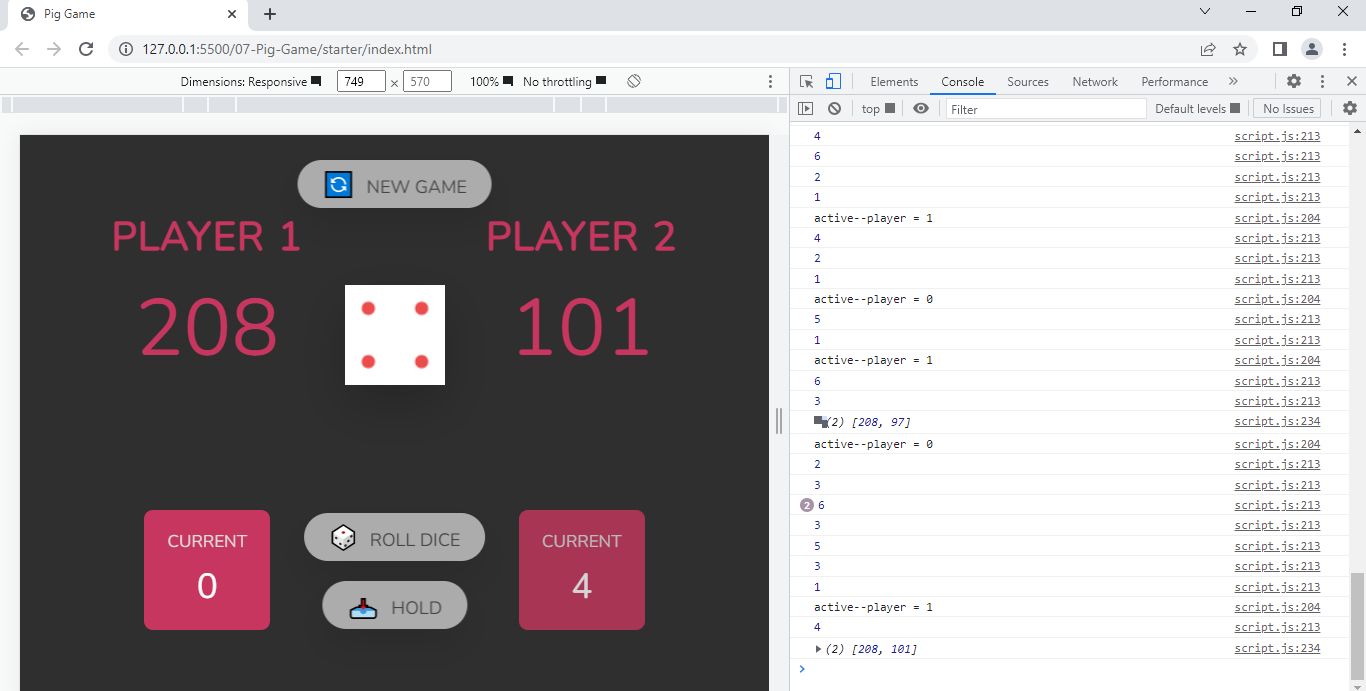 Pig Game
127.0.0.1:5500/07-Pig-Game/starter/index.html
Dimensions: Responsive 749 × 570 100% No throttling
Elements Console Sources Network Performance »
top Filter Default levels No Issues
NEW GAME
PLAYER 1 PLAYER 2
208 101
CURRENT
0
ROLL DICE
HOLD
CURRENT
4
4 script.js:213
6 script.js:213
2 script.js:213
1 script.js:213
active--player = 1 script.js:204
4 script.js:213
2 script.js:213
1 script.js:213
active--player = 0 script.js:204
5 script.js:213
1 script.js:213
active--player = 1 script.js:204
6 script.js:213
3 script.js:213
(2) [208, 97] script.js:234
active--player = 0 script.js:204
2 script.js:213
3 script.js:213
2 6 script.js:213
3 script.js:213
5 script.js:213
3 script.js:213
1 script.js:213
active--player = 1 script.js:204
4 script.js:213
(2) [208, 101] script.js:234